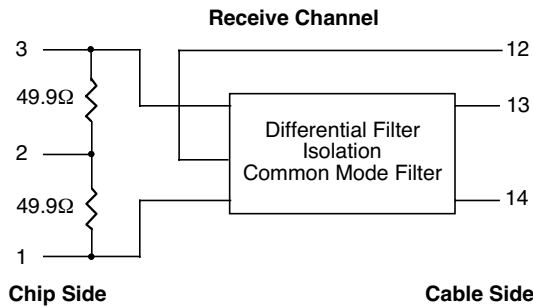 Receive Channel
3
12
49.9Ω
13
Differential Filter
Isolation
Common Mode Filter
2
49.9Ω
14
1
Chip Side
Cable Side